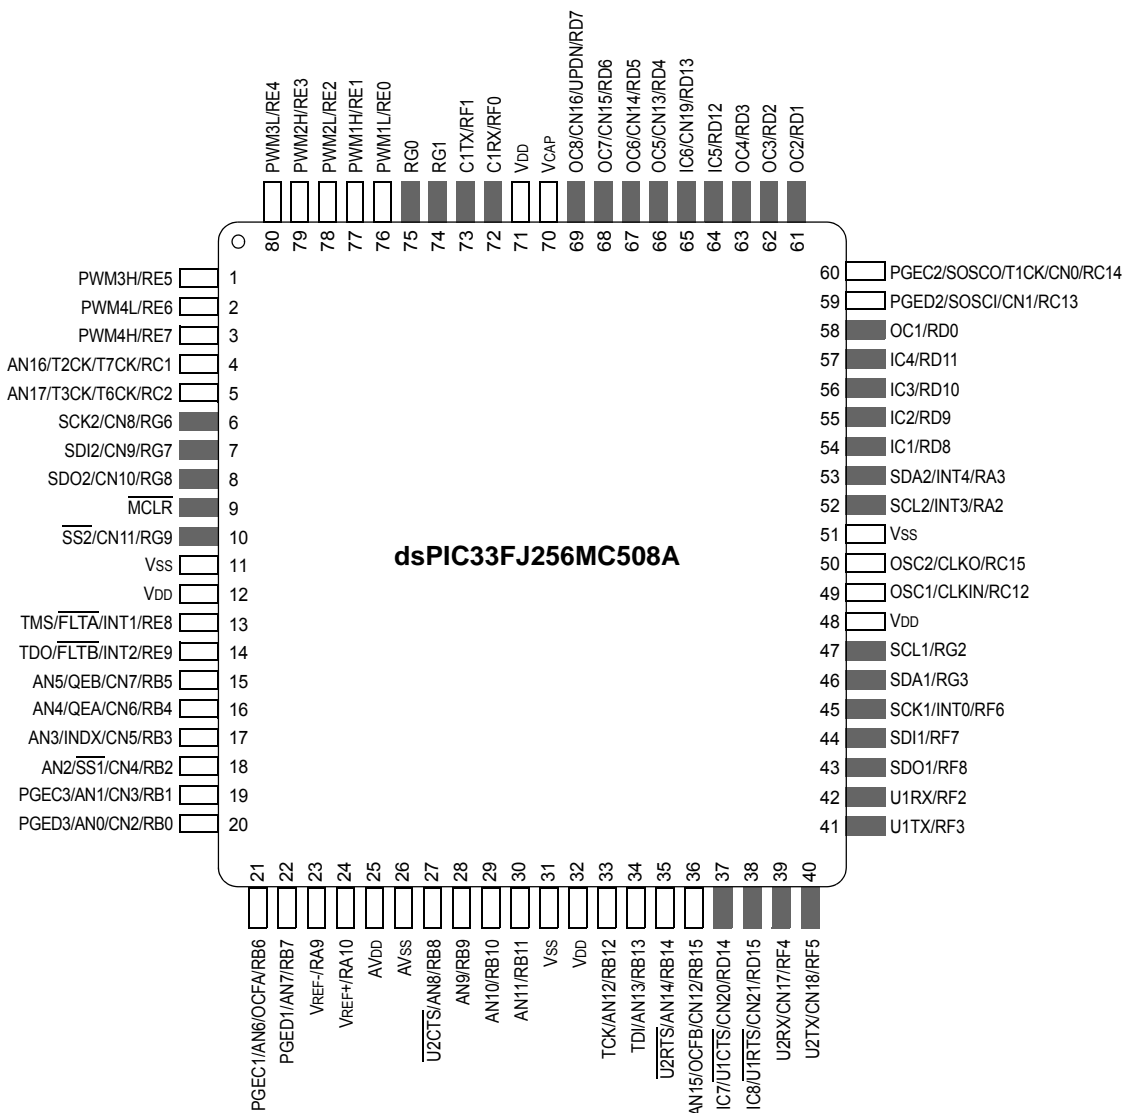 PWM3L/RE4
PWM2H/RE3
PWM2L/RE2
PWM1H/RE1
PWM1L/RE0
RG0
RG1
C1TX/RF1
C1RX/RF0
VDD
VCAP
OC8/CN16/UPDN/RD7
OC7/CN15/RD6
OC6/CN14/RD5
OC5/CN13/RD4
IC6/CN19/RD13
IC5/RD12
OC4/RD3
OC3/RD2
OC2/RD1
80 79 78 77 76 75 74 73 72 71 70 69 68 67 66 65 64 63 62 61
PWM3H/RE5 1
PWM4L/RE6 2
PWM4H/RE7 3
AN16/T2CK/T7CK/RC1 4
AN17/T3CK/T6CK/RC2 5
SCK2/CN8/RG6 6
SDI2/CN9/RG7 7
SDO2/CN10/RG8 8
MCLR 9
SS2/CN11/RG9 10
VSS 11
VDD 12
TMS/FLTA/INT1/RE8 13
TDO/FLTB/INT2/RE9 14
AN5/QEB/CN7/RB5 15
AN4/QEA/CN6/RB4 16
AN3/INDX/CN5/RB3 17
AN2/SS1/CN4/RB2 18
PGEC3/AN1/CN3/RB1 19
PGED3/AN0/CN2/RB0 20
dsPIC33FJ256MC508A
60 PGEC2/SOSCO/T1CK/CN0/RC14
59 PGED2/SOSCI/CN1/RC13
58 OC1/RD0
57 IC4/RD11
56 IC3/RD10
55 IC2/RD9
54 IC1/RD8
53 SDA2/INT4/RA3
52 SCL2/INT3/RA2
51 VSS
50 OSC2/CLKO/RC15
49 OSC1/CLKIN/RC12
48 VDD
47 SCL1/RG2
46 SDA1/RG3
45 SCK1/INT0/RF6
44 SDI1/RF7
43 SDO1/RF8
42 U1RX/RF2
41 U1TX/RF3
21 22 23 24 25 26 27 28 29 30 31 32 33 34 35 36 37 38 39 40
PGEC1/AN6/OCFA/RB6
PGED1/AN7/RB7
VREF-/RA9
VREF+/RA10
AVDD
AVSS
U2CTS/AN8/RB8
AN9/RB9
AN10/RB10
AN11/RB11
VSS
VDD
TCK/AN12/RB12
TDI/AN13/RB13
U2RTS/AN14/RB14
AN15/OCFB/CN12/RB15
IC7/U1CTS/CN20/RD14
IC8/U1RTS/CN21/RD15
U2RX/CN17/RF4
U2TX/CN18/RF5